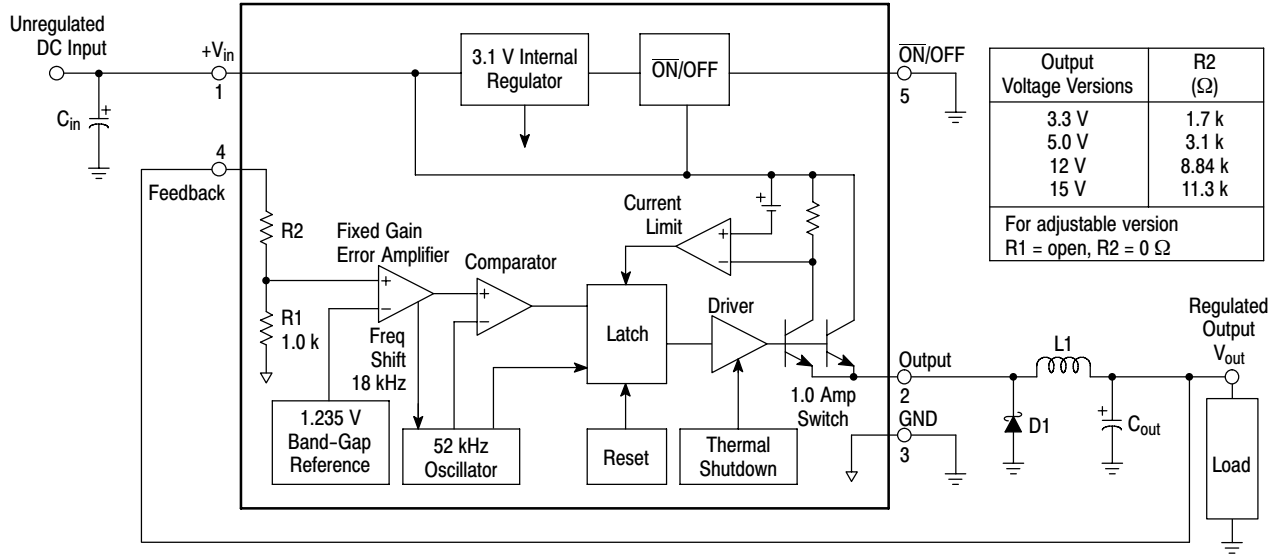 Unregulated
DC Input
+Vin
1
Cin
4
Feedback
3.1 V Internal
Regulator
O̅N̅/OFF
O̅N̅/OFF
5
Output
Voltage Versions
R2
(Ω)
3.3 V
1.7 k
5.0 V
3.1 k
12 V
8.84 k
15 V
11.3 k
For adjustable version
R1 = open, R2 = 0 Ω
R2
Fixed Gain
Error Amplifier
Comparator
Current
Limit
+
+
−
+
−
+
−
R1
1.0 k
Freq
Shift
18 kHz
Latch
Driver
1.235 V
Band-Gap
Reference
52 kHz
Oscillator
Reset
Thermal
Shutdown
1.0 Amp
Switch
Output
2
GND
3
L1
D1
+
Cout
Regulated
Output
Vout
Load
+